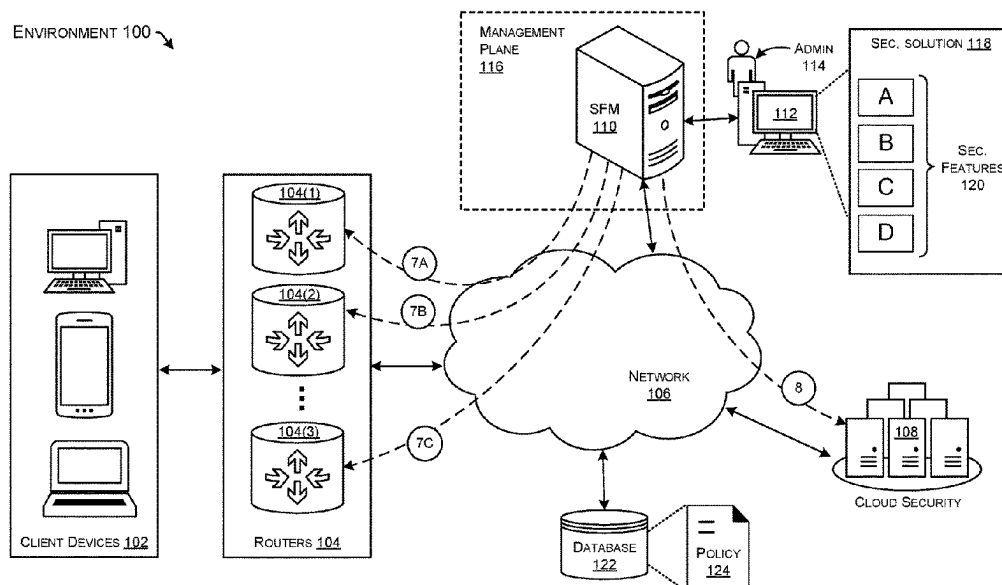 ENVIRONMENT 100
MANAGEMENT
PLANE
116
SFM
110
ADMIN
114
112
SEC. SOLUTION 118
A
B
C
D
SEC.
FEATURES
120
104(1)
104(2)
104(3)
7A
7B
7C
8
NETWORK
106
108
CLOUD SECURITY
CLIENT DEVICES 102
ROUTERS 104
DATABASE
122
POLICY
124